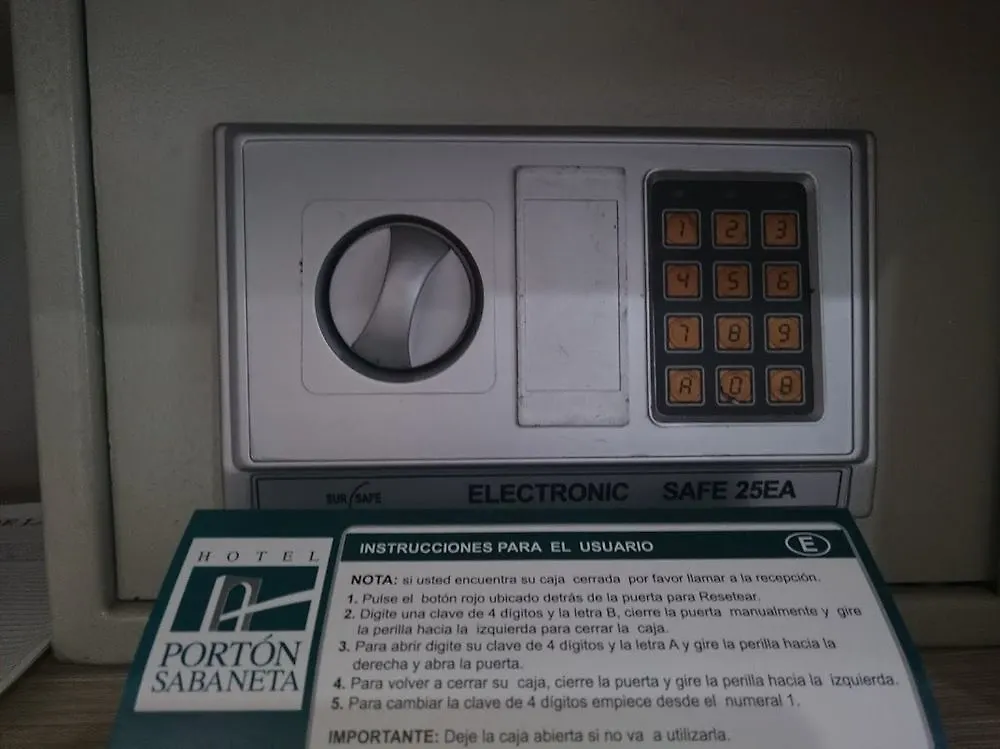 1 2 3
4 5 6
7 8 9
A 0 B
SUR SAFE
ELECTRONIC SAFE 25EA
HOTEL
PORTÓN
SABANETA
INSTRUCCIONES PARA EL USUARIO E
NOTA: si usted encuentra su caja cerrada por favor llamar a la recepción.
1. Pulse el botón rojo ubicado detrás de la puerta para Resetear.
2. Digite una clave de 4 dígitos y la letra B, cierre la puerta manualmente y gire
la perilla hacia la izquierda para cerrar la caja.
3. Para abrir digite su clave de 4 dígitos y la letra A y gire la perilla hacia la
derecha y abra la puerta.
4. Para volver a cerrar su caja, cierre la puerta y gire la perilla hacia la izquierda.
5. Para cambiar la clave de 4 dígitos empiece desde el numeral 1.
IMPORTANTE: Deje la caja abierta si no va a utilizarla.